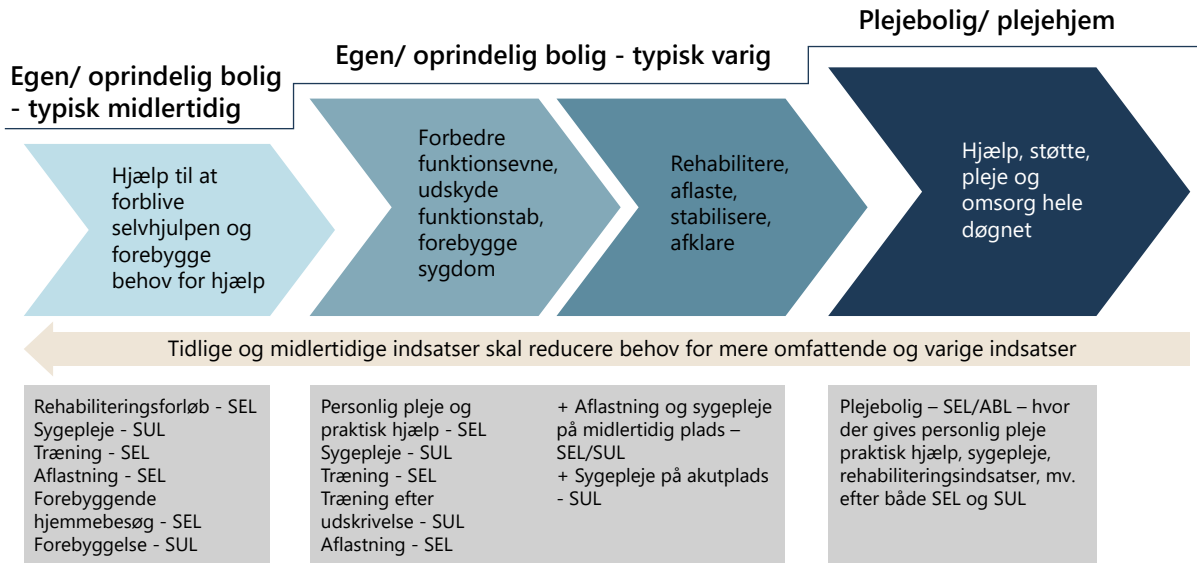 Egen/ oprindelig bolig
- typisk midlertidig
Egen/ oprindelig bolig - typisk varig
Plejebolig/ plejehjem
Hjælp til at
forblive
selvhjulpen og
forebygge
behov for hjælp
Forbedre
funktionsevne,
udskyde
funktionstab,
forebygge
sygdom
Rehabilitere,
aflaste,
stabilisere,
afklare
Hjælp, støtte,
pleje og
omsorg hele
døgnet
Tidlige og midlertidige indsatser skal reducere behov for mere omfattende og varige indsatser
Rehabiliteringsforløb - SEL
Sygepleje - SUL
Træning - SEL
Aflastning - SEL
Forebyggende
hjemmebesøg - SEL
Forebyggelse - SUL
Personlig pleje og
praktisk hjælp - SEL
Sygepleje - SUL
Træning - SEL
Træning efter
udskrivelse - SUL
Aflastning - SEL
+ Aflastning og sygepleje
på midlertidig plads –
SEL/SUL
+ Sygepleje på akutplads
- SUL
Plejebolig – SEL/ABL – hvor
der gives personlig pleje
praktisk hjælp, sygepleje,
rehabiliteringsindsatser, mv.
efter både SEL og SUL